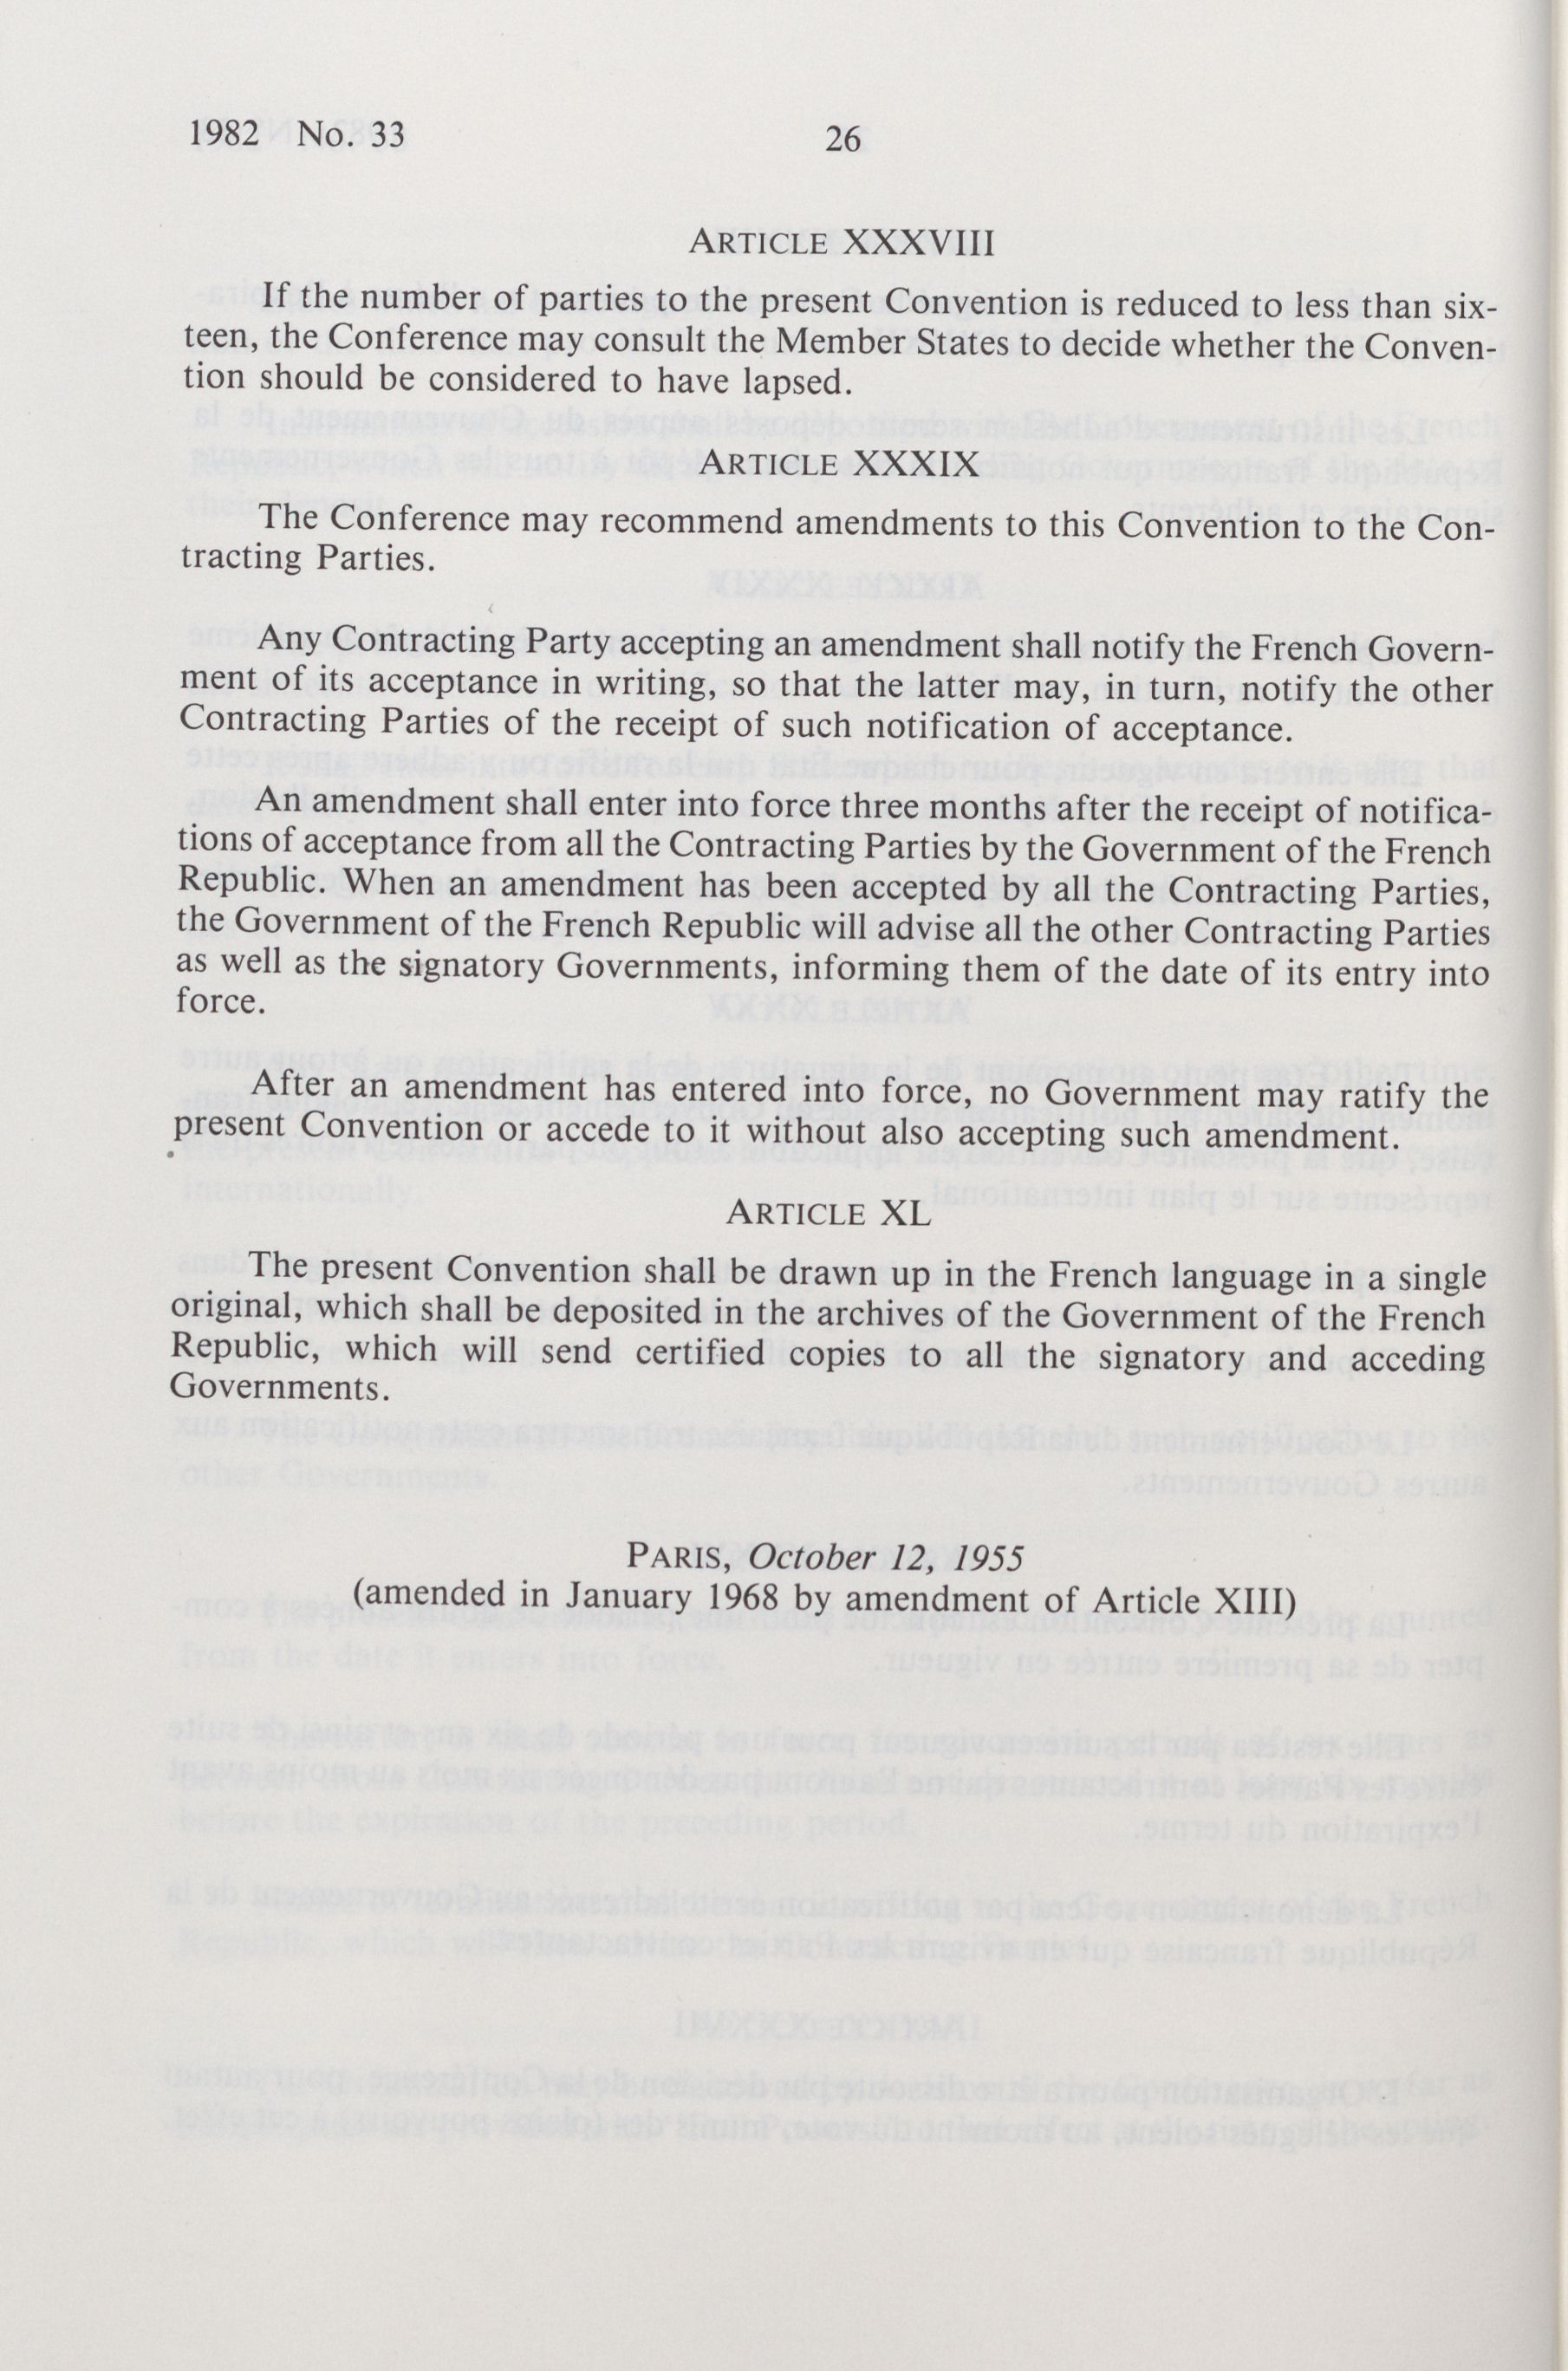 1982 No. 33
26
ARTICLE XXXVIII
If the number of parties to the present Convention is reduced to less than six-
teen, the Conference may consult the Member States to decide whether the Conven-
tion should be considered to have lapsed.
ARTICLE XXXIX
The Conference may recommend amendments to this Convention to the Con-
tracting Parties.
Any Contracting Party accepting an amendment shall notify the French Govern-
ment of its acceptance in writing, so that the latter may, in turn, notify the other
Contracting Parties of the receipt of such notification of acceptance.
An amendment shall enter into force three months after the receipt of notifica-
tions of acceptance from all the Contracting Parties by the Government of the French
Republic. When an amendment has been accepted by all the Contracting Parties,
the Government of the French Republic will advise all the other Contracting Parties
as well as the signatory Governments, informing them of the date of its entry into
force.
After an amendment has entered into force, no Government may ratify the
present Convention or accede to it without also accepting such amendment.
ARTICLE XL
The present Convention shall be drawn up in the French language in a single
original, which shall be deposited in the archives of the Government of the French
Republic, which will send certified copies to all the signatory and acceding
Governments.
PARIS, October 12, 1955
(amended in January 1968 by amendment of Article XIII)